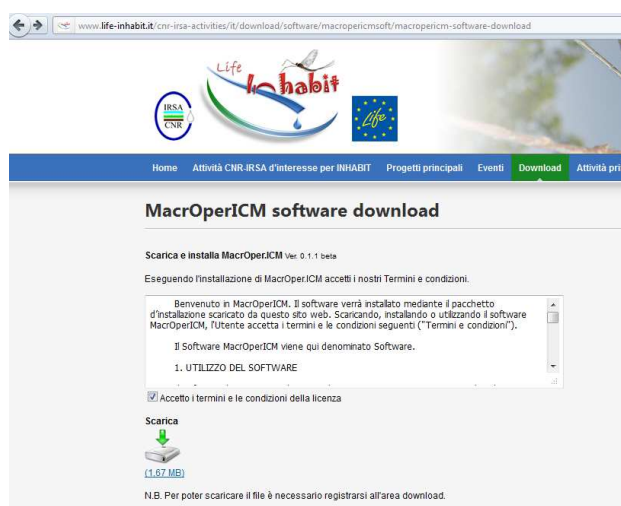 www.life-inhabit.it/cnr-irsa-activities/it/download/software/macropericmsoft/macropericm-software-download
Life
Inhabit
IRSA
CNR
Life
Home Attività CNR-IRSA d'interesse per INHABIT Progetti principali Eventi Download Attività pri
MacrOperICM software download
Scarica e installa MacrOper.ICM Ver. 0.1.1 beta
Eseguendo l'installazione di MacrOper.ICM accetti i nostri Termini e condizioni.
Benvenuto in MacrOperICM. Il software verrà installato mediante il pacchetto
d'installazione scaricato da questo sito web. Scaricando, installando o utilizzando il software
MacrOperICM, l'Utente accetta i termini e le condizioni seguenti ("Termini e condizioni").
Il Software MacrOperICM viene qui denominato Software.
1. UTILIZZO DEL SOFTWARE
Accetto i termini e le condizioni della licenza
Scarica
(1,67 MB)
N.B. Per poter scaricare il file è necessario registrarsi all'area download.